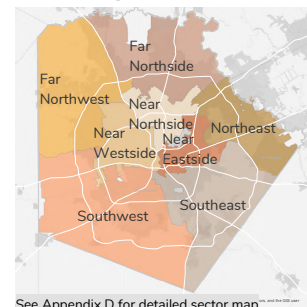 Far
Northside
Far
Northwest
Near
Northside
Near
Westside
Near
Eastside
Northeast
Southeast
Southwest
See Appendix D for detailed sector map